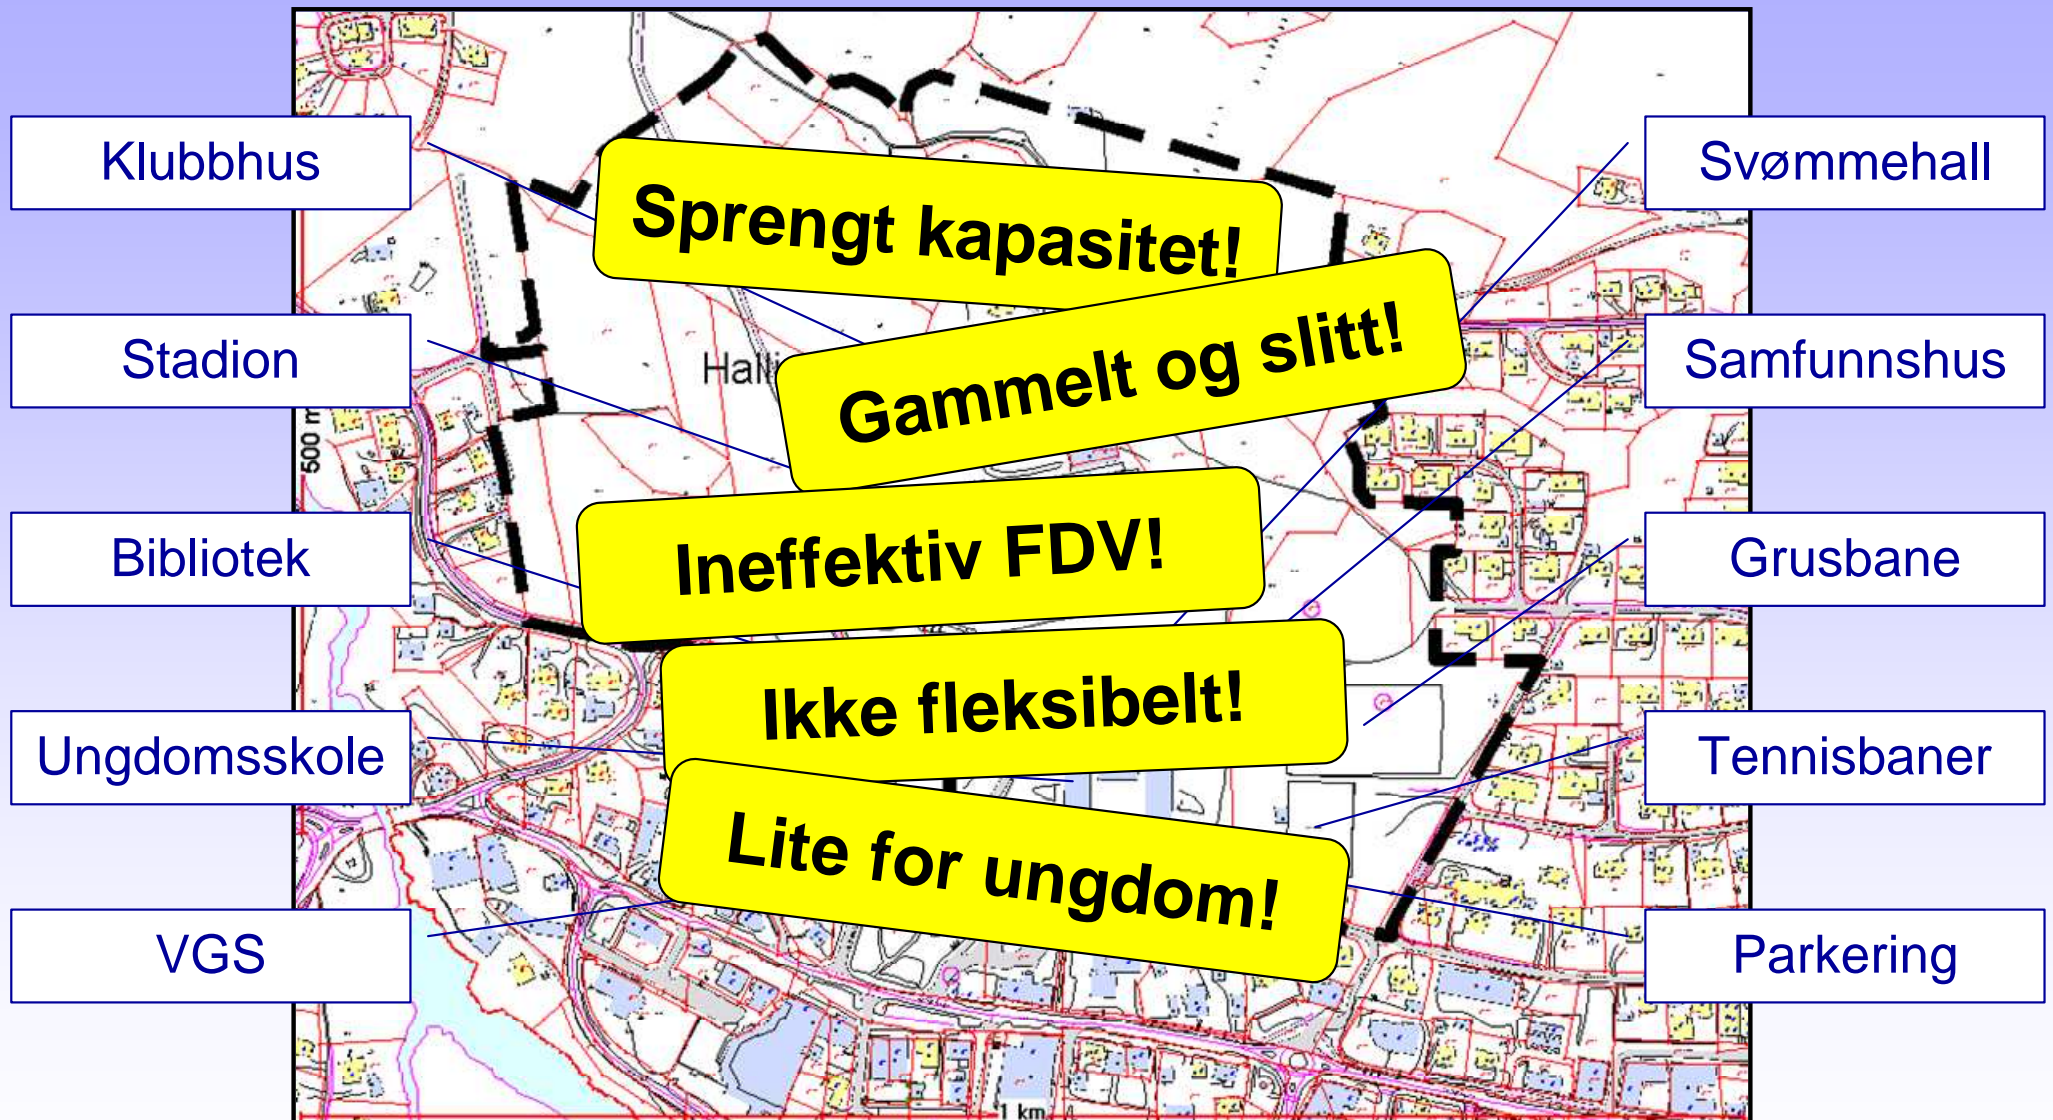 Klubbhus
Stadion
Bibliotek
Ungdomsskole
VGS
Sprengt kapasitet!
Halli
Gammelt og slitt!
Ineffektiv FDV!
Ikke fleksibelt!
Lite for ungdom!
500 m
1 km
Svømmehall
Samfunnshus
Grusbane
Tennisbaner
Parkering